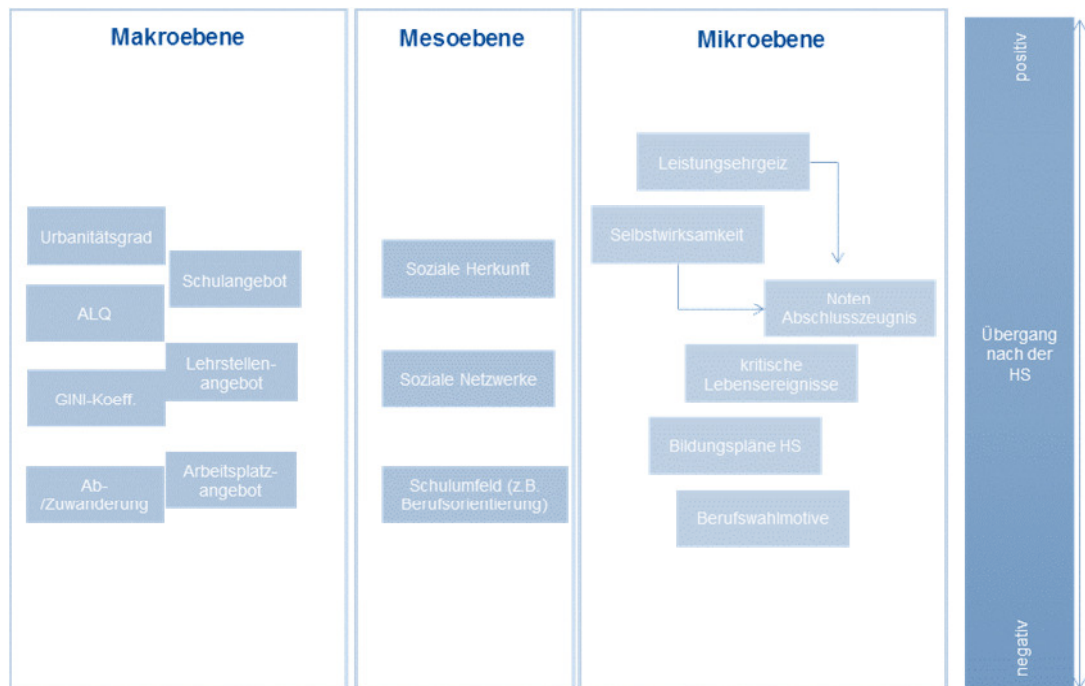 Makroebene
Urbanitätsgrad
Schulangebot
ALQ
Lehrstellen-
angebot
GINI-Koeff.
Arbeitsplatz-
angebot
Ab-
/Zuwanderung
Mesoebene
Soziale Herkunft
Soziale Netzwerke
Schulumfeld (z.B.
Berufsorientierung)
Mikroebene
Leistungsehrgeiz
Selbstwirksamkeit
Noten
Abschlusszeugnis
kritische
Lebensereignisse
Bildungspläne HS
Berufswahlmotive
positiv
Übergang
nach der
HS
negativ